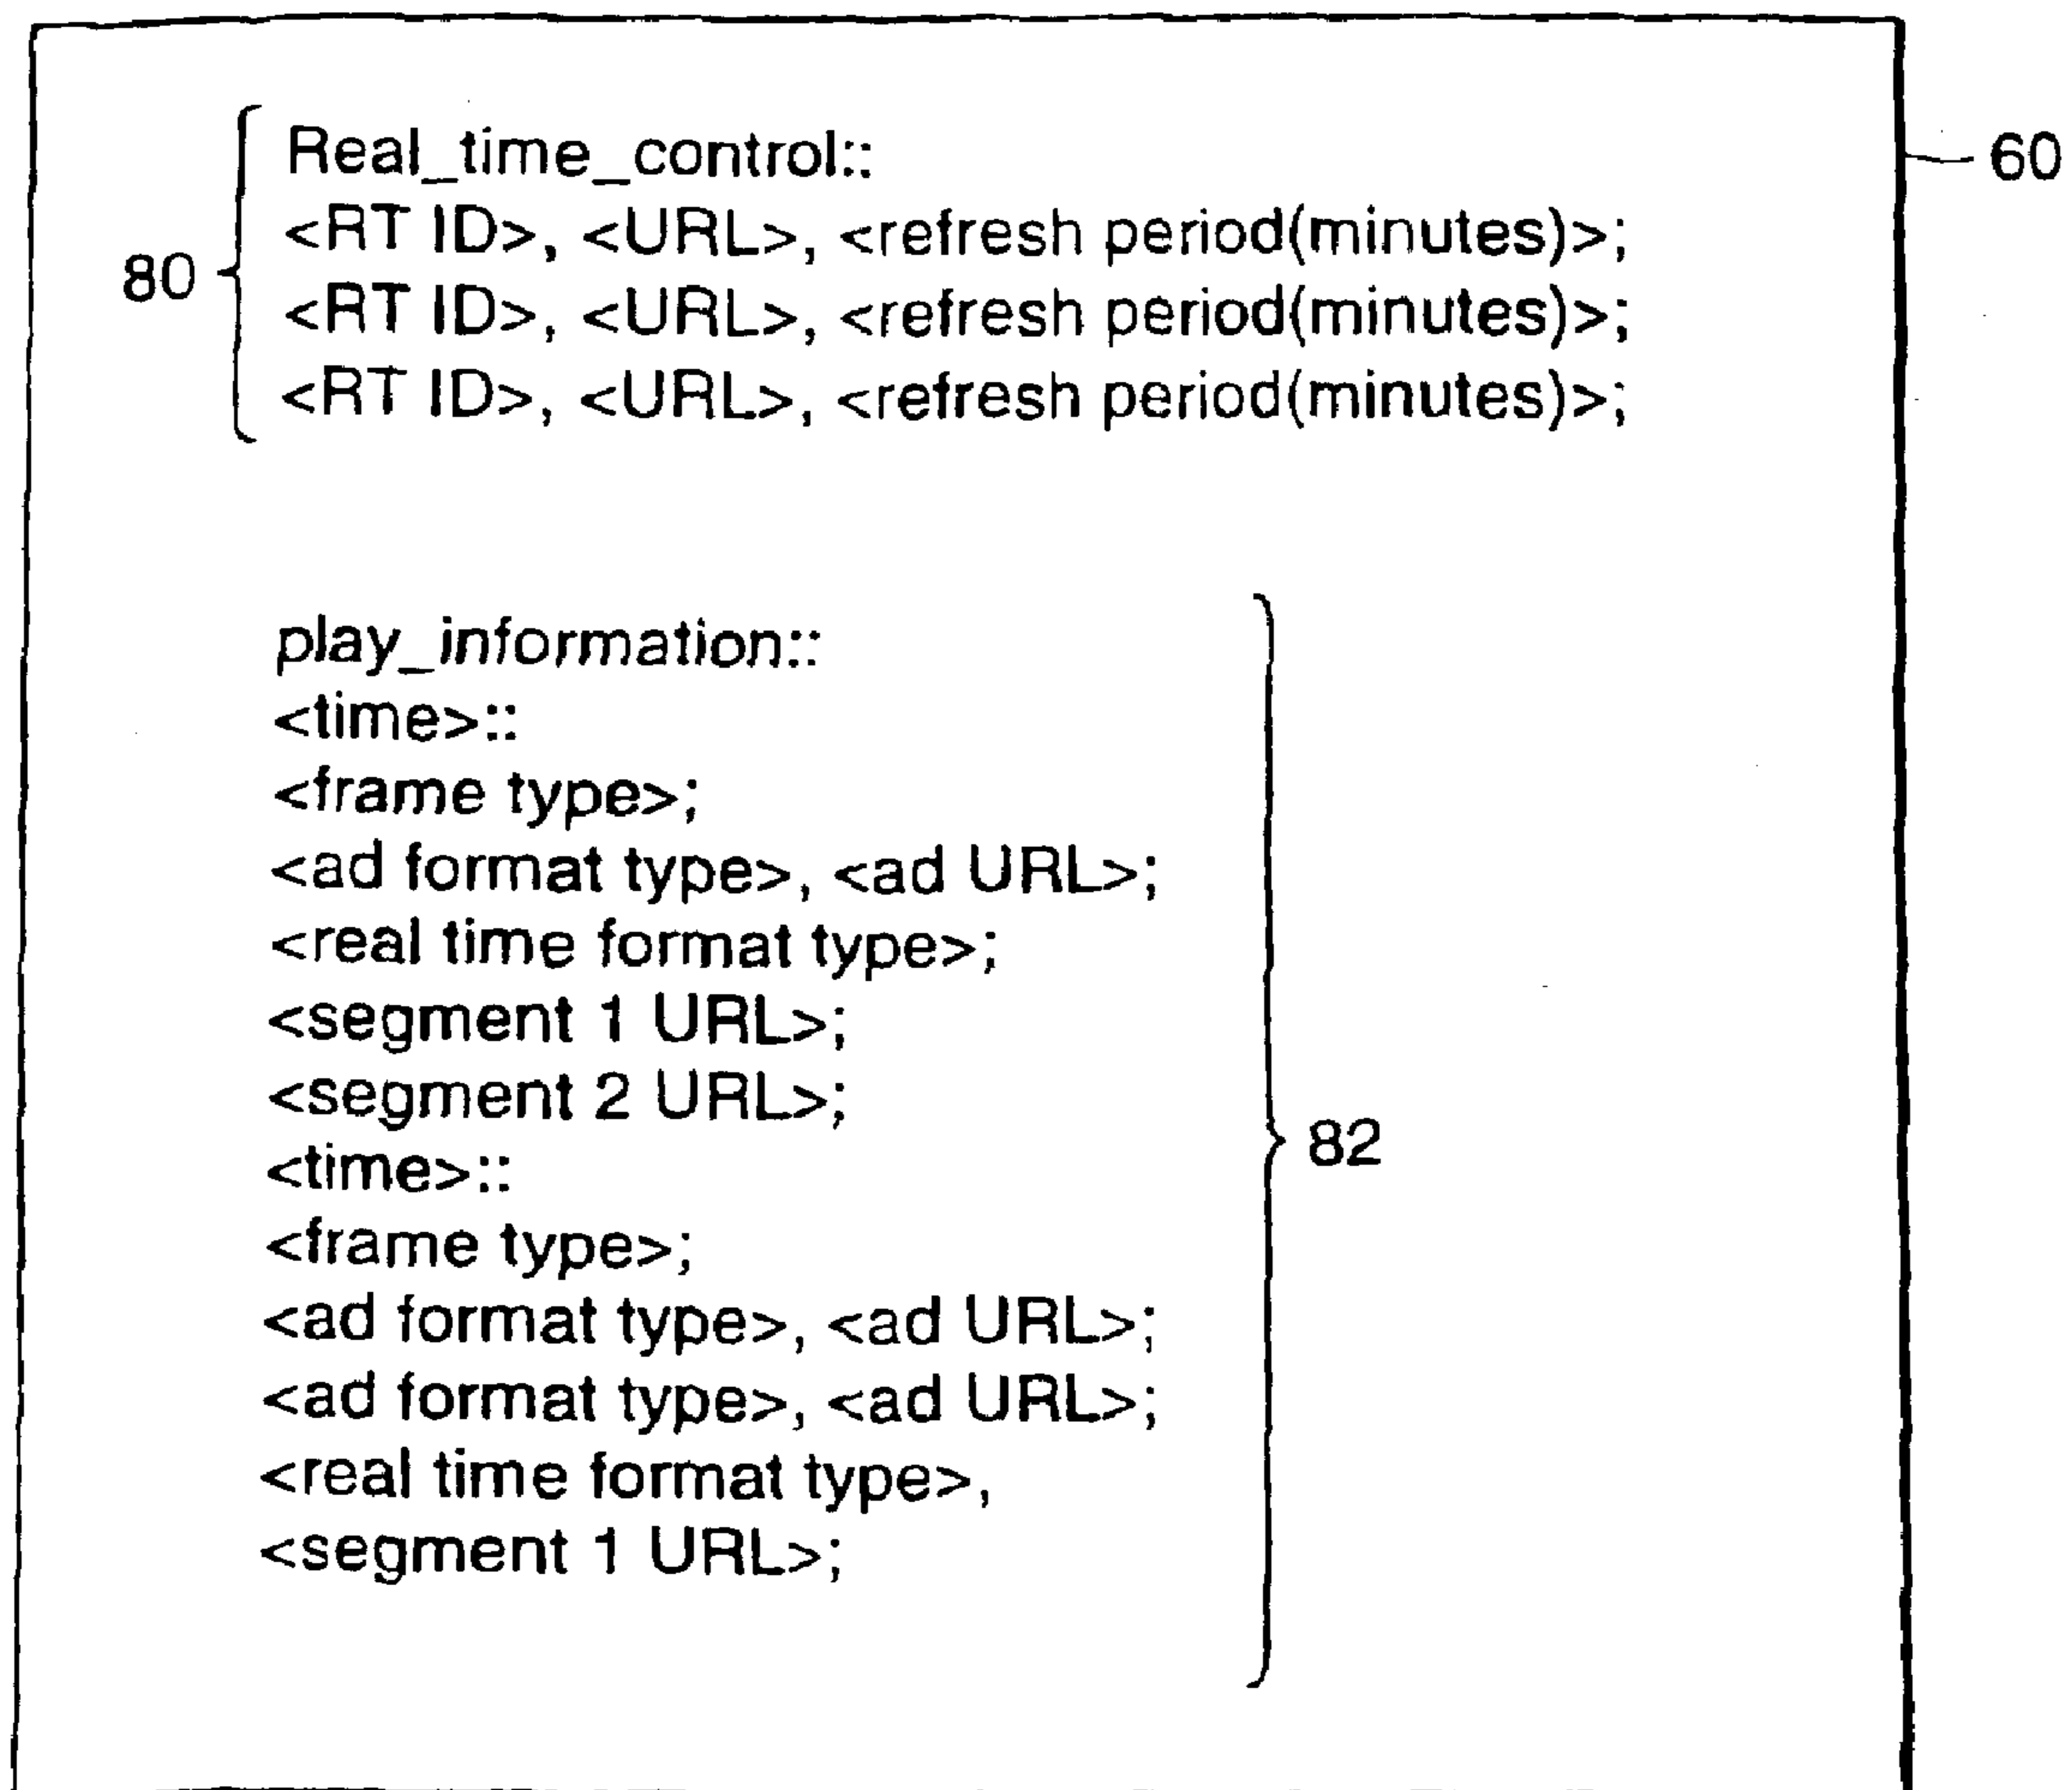 Real_time_control::
60
<RT ID>, <URL>, <refresh period(minutes)>;
80
<RT ID>, <URL>, <refresh period(minutes)>;
<RT ID>, <URL>, <refresh period(minutes)>;
play_information::
<time>::
<frame type>;
<ad format type>, <ad URL>;
<real time format type>;
<segment 1 URL>;
<segment 2 URL>;
82
<time>::
<frame type>;
<ad format type>, <ad URL>;
<ad format type>, <ad URL>;
<real time format type>,
<segment 1 URL>;